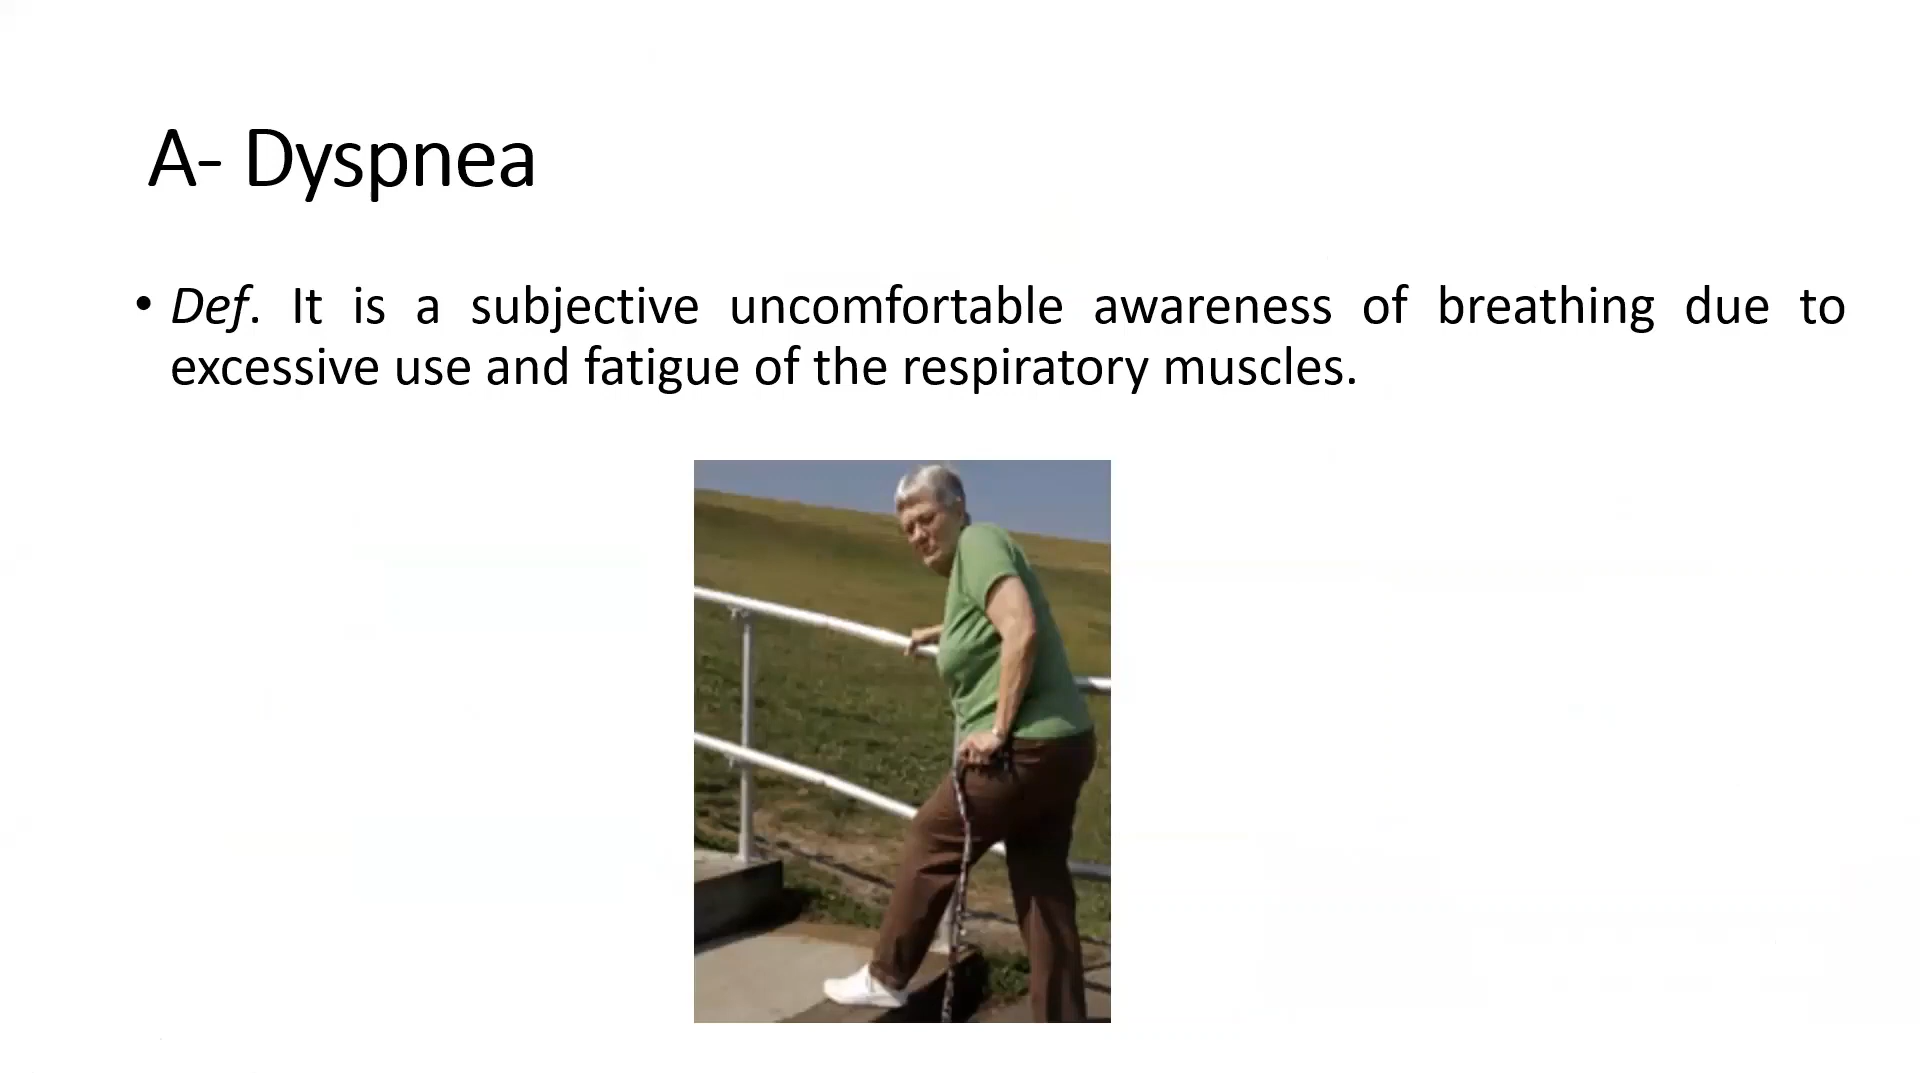 A- Dyspnea
• Def. It is a subjective uncomfortable awareness of breathing due to
excessive use and fatigue of the respiratory muscles.